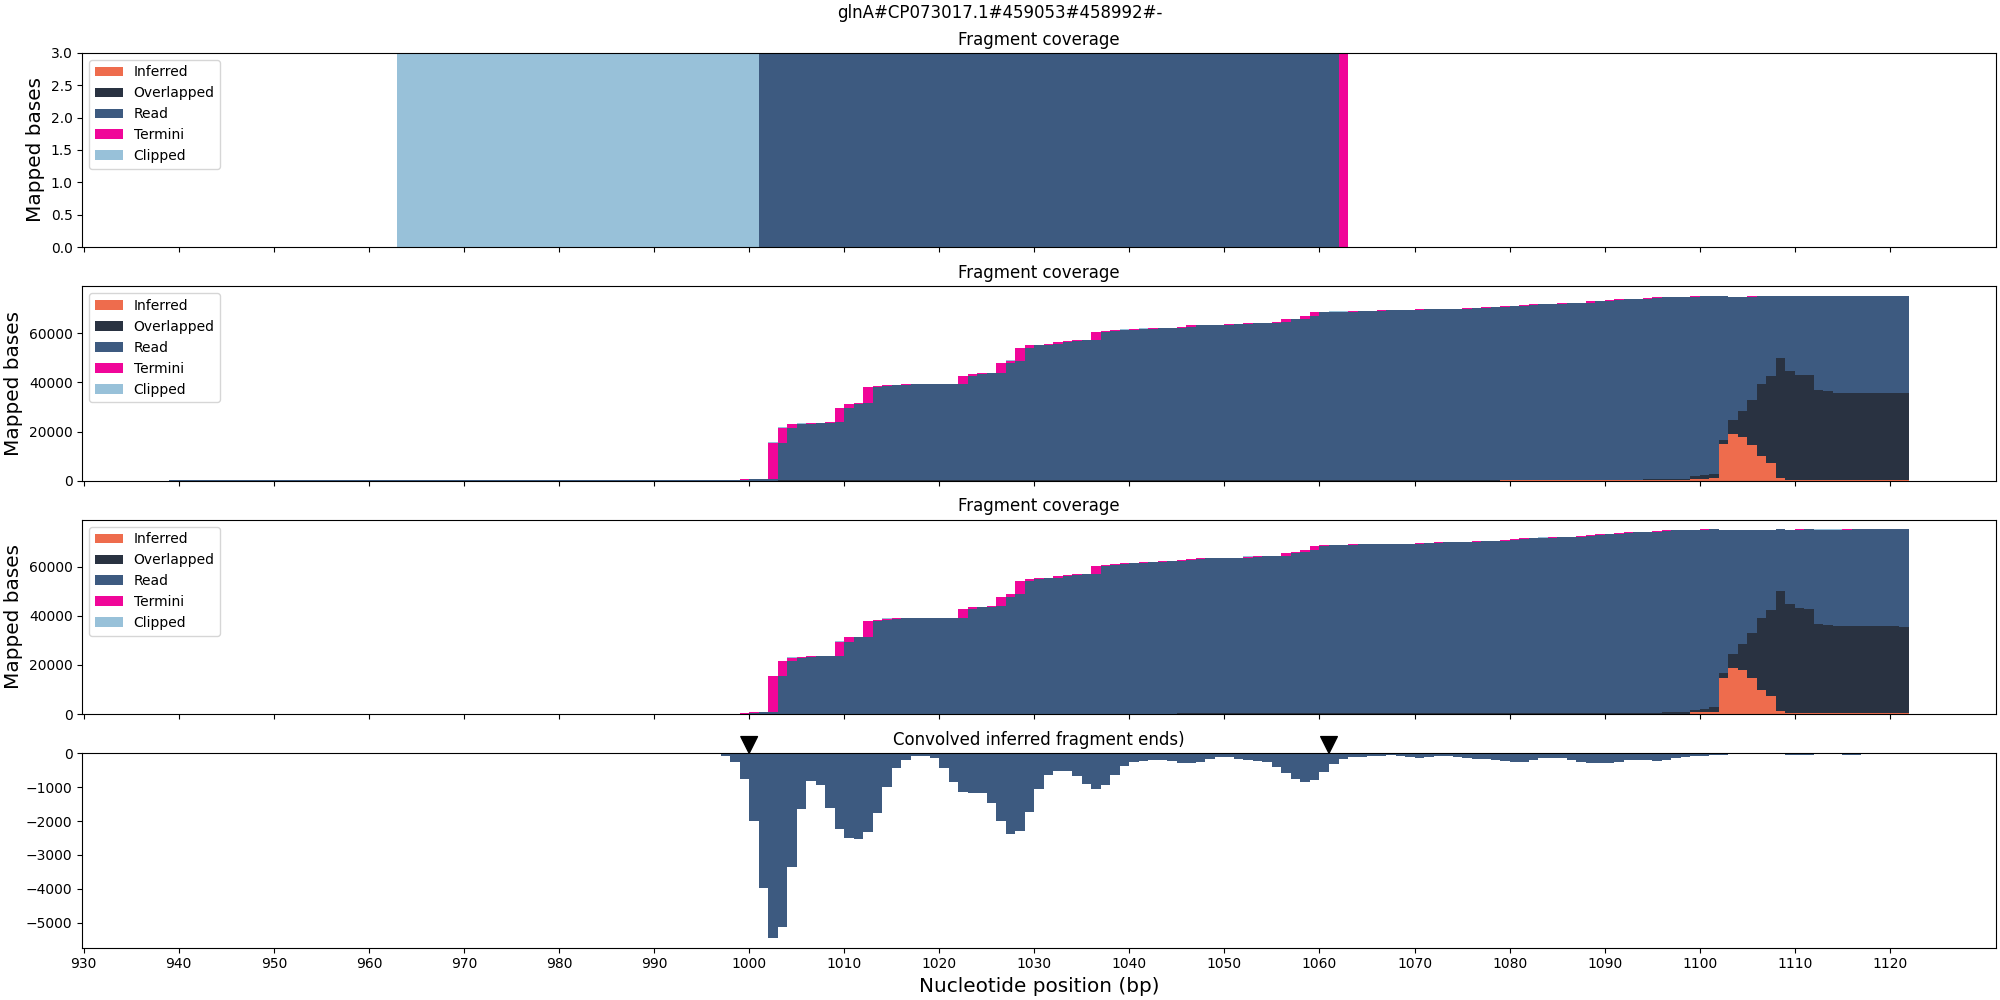 glnA#CP073017.1#459053#458992#-
Fragment coverage
Mapped bases
3.0
2.5
2.0
1.5
1.0
0.5
0.0
Inferred
Overlapped
Read
Termini
Clipped
Fragment coverage
Mapped bases
60000
40000
20000
0
Inferred
Overlapped
Read
Termini
Clipped
Fragment coverage
Mapped bases
60000
40000
20000
0
Inferred
Overlapped
Read
Termini
Clipped
Convolved inferred fragment ends)
0
−1000
−2000
−3000
−4000
−5000
930 940 950 960 970 980 990 1000 1010 1020 1030 1040 1050 1060 1070 1080 1090 1100 1110 1120
Nucleotide position (bp)